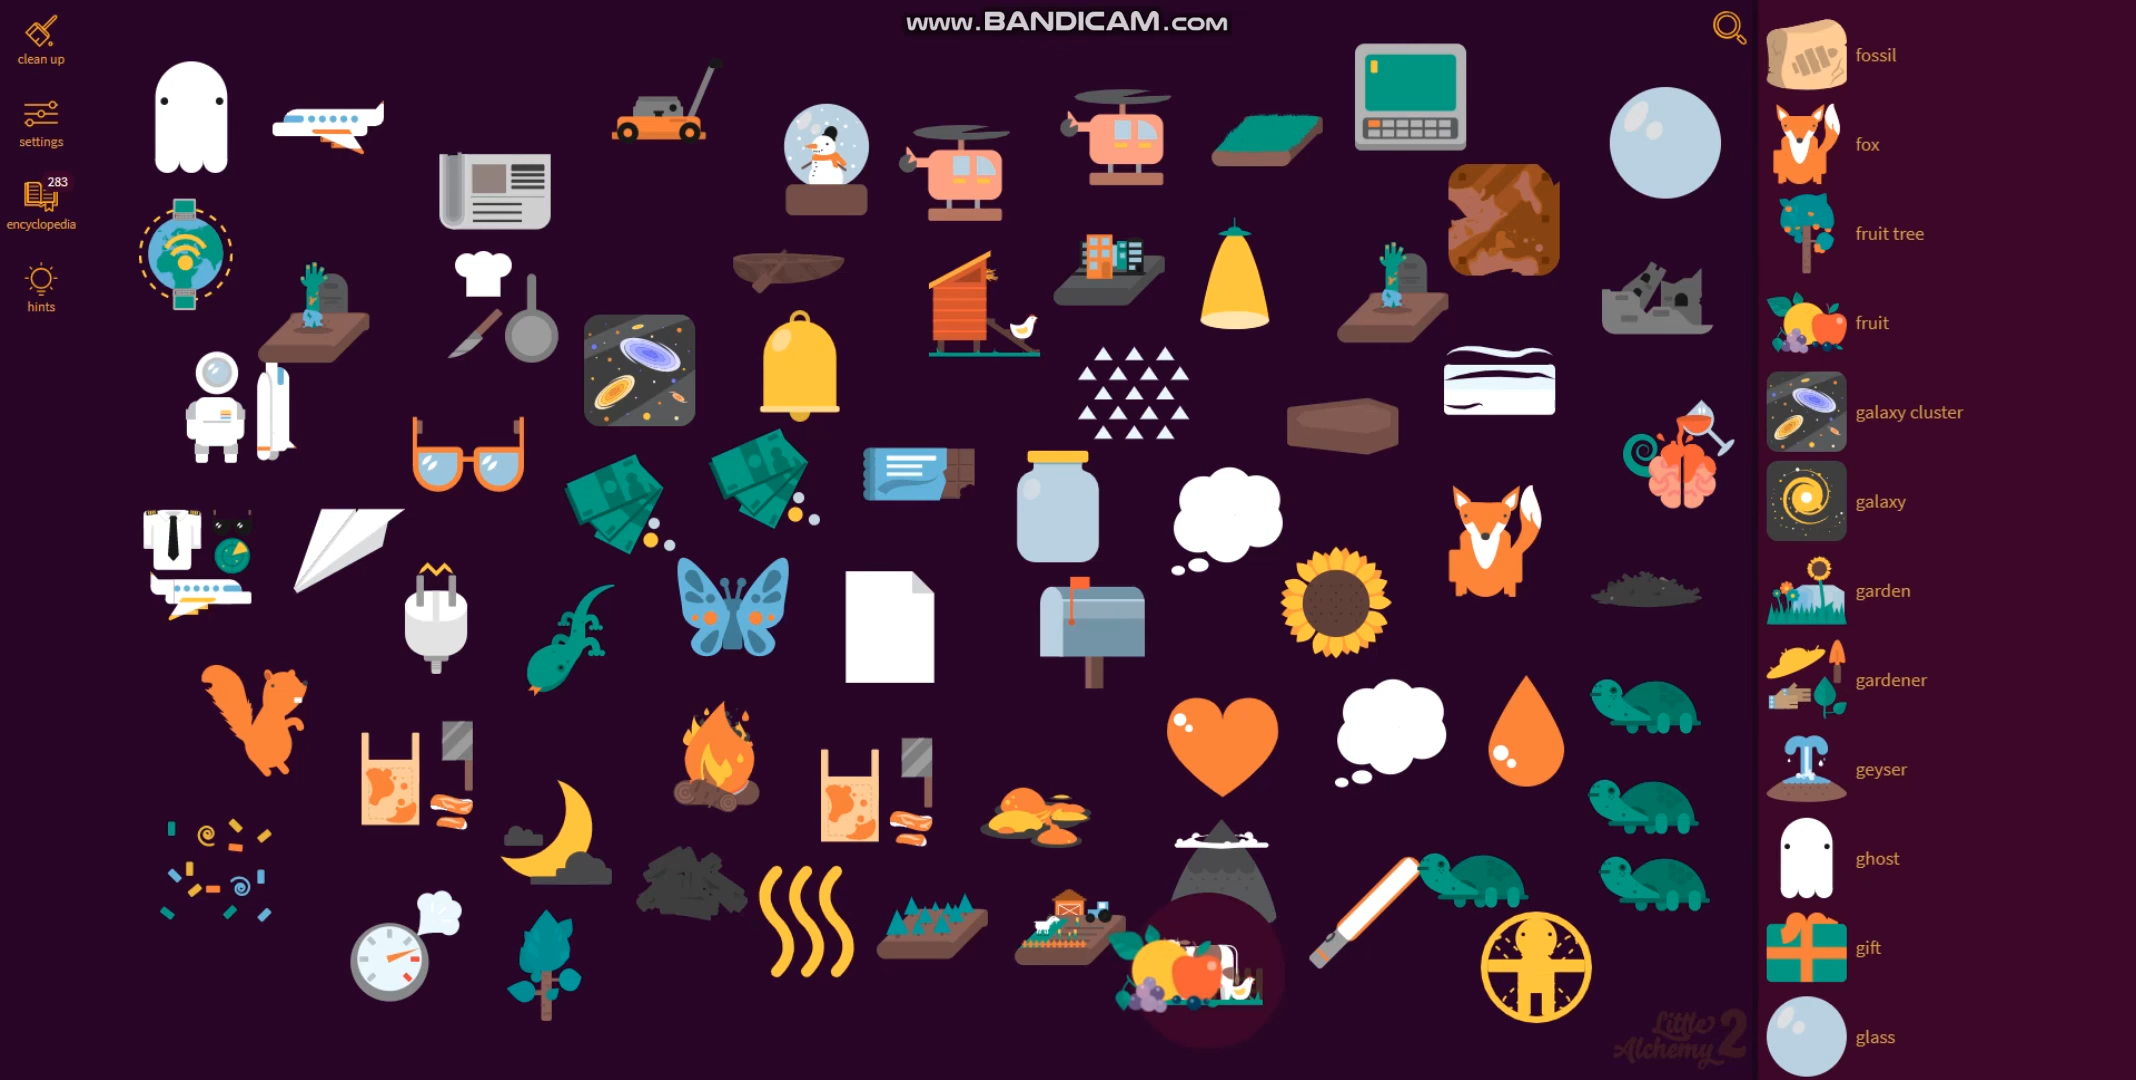 www.BANDICAM.com
clean up
settings
283
encyclopedia
hints
fossil
fox
fruit tree
fruit
galaxy cluster
galaxy
garden
gardener
geyser
ghost
gift
glass
Little
Alchemy 2